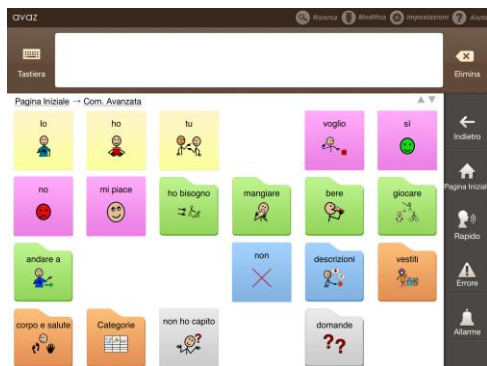 avaz
Ricerca Modifica Impostazioni Aiuto
Tastiera
Elimina
Pagina Iniziale → Com. Avanzata
Io ho tu voglio sì
Indietro
no mi piace ho bisogno mangiare bere giocare
Pagina Inizial
Rapido
andare a non descrizioni vestiti
Errore
corpo e salute Categorie non ho capito domande
??
Allarme